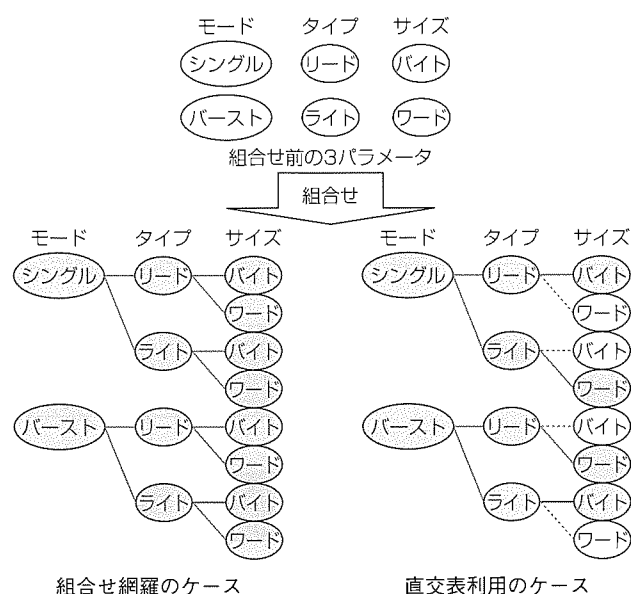 モード タイプ サイズ
シングル リード バイト
バースト ライト ワード
組合せ前の3パラメータ
組合せ
モード タイプ サイズ
シングル リード バイト
ワード
ライト バイト
ワード
バースト リード バイト
ワード
ライト バイト
ワード
組合せ網羅のケース
モード タイプ サイズ
シングル リード バイト
ワード
ライト バイト
ワード
バースト リード バイト
ワード
ライト バイト
ワード
直交表利用のケース